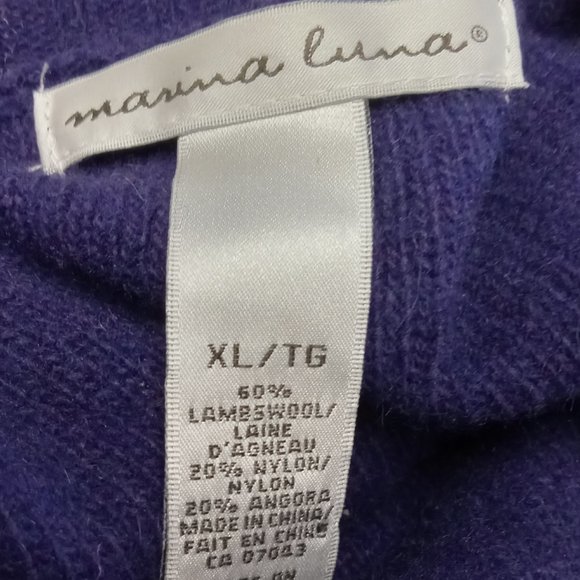 marina luna®
XL/TG
60%
LAMBSWOOL/
LAINE
D'AGNEAU
20% NYLON/
NYLON
20% ANGORA
MADE IN CHINA/
FAIT EN CHINE
CA 07043